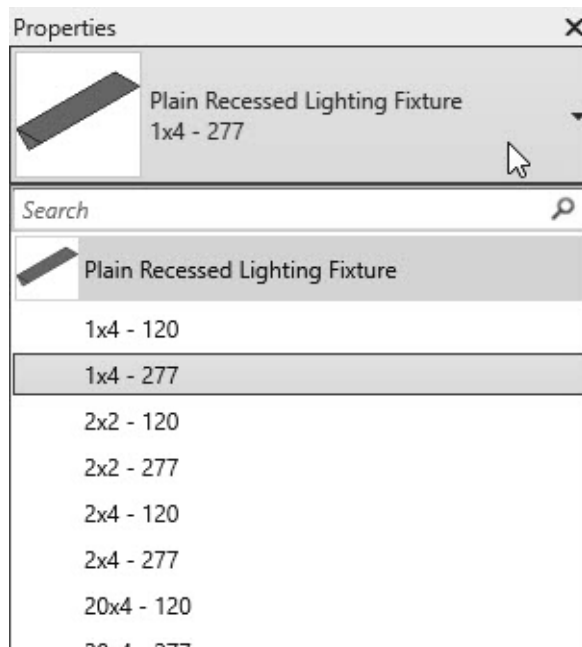 Properties
Plain Recessed Lighting Fixture
1x4 - 277
Search
Plain Recessed Lighting Fixture
1x4 - 120
1x4 - 277
2x2 - 120
2x2 - 277
2x4 - 120
2x4 - 277
20x4 - 120